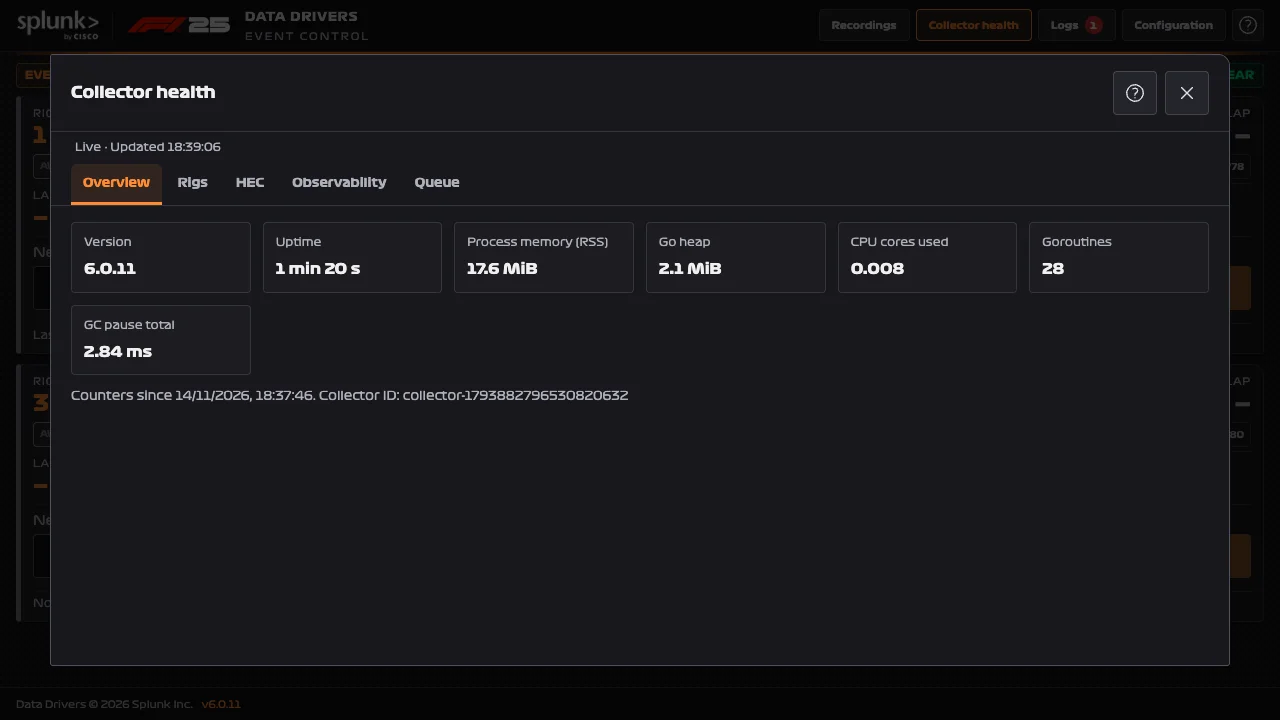 splunk>
by CISCO
F1 25
DATA DRIVERS
EVENT CONTROL
Recordings
Collector health
Logs 1
Configuration
Collector health
Live · Updated 18:39:06
Overview
Rigs
HEC
Observability
Queue
Version
6.0.11
Uptime
1 min 20 s
Process memory (RSS)
17.6 MiB
Go heap
2.1 MiB
CPU cores used
0.008
Goroutines
28
GC pause total
2.84 ms
Counters since 14/11/2026, 18:37:46. Collector ID: collector-1793882796530820632
Data Drivers © 2026 Splunk Inc. v6.0.11